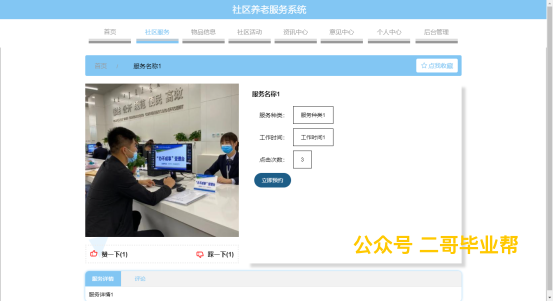 社区养老服务系统
首页 社区服务 物品信息 社区活动 资讯中心 意见中心 个人中心 后台管理
首页 服务名称1 点我收藏
服务名称1
服务种类： 服务种类1
工作时间： 工作时间1
点击次数： 3
立即预约
公众号 二哥毕业帮
赞一下(1) 踩一下(1)
服务详情 评论
服务详情1